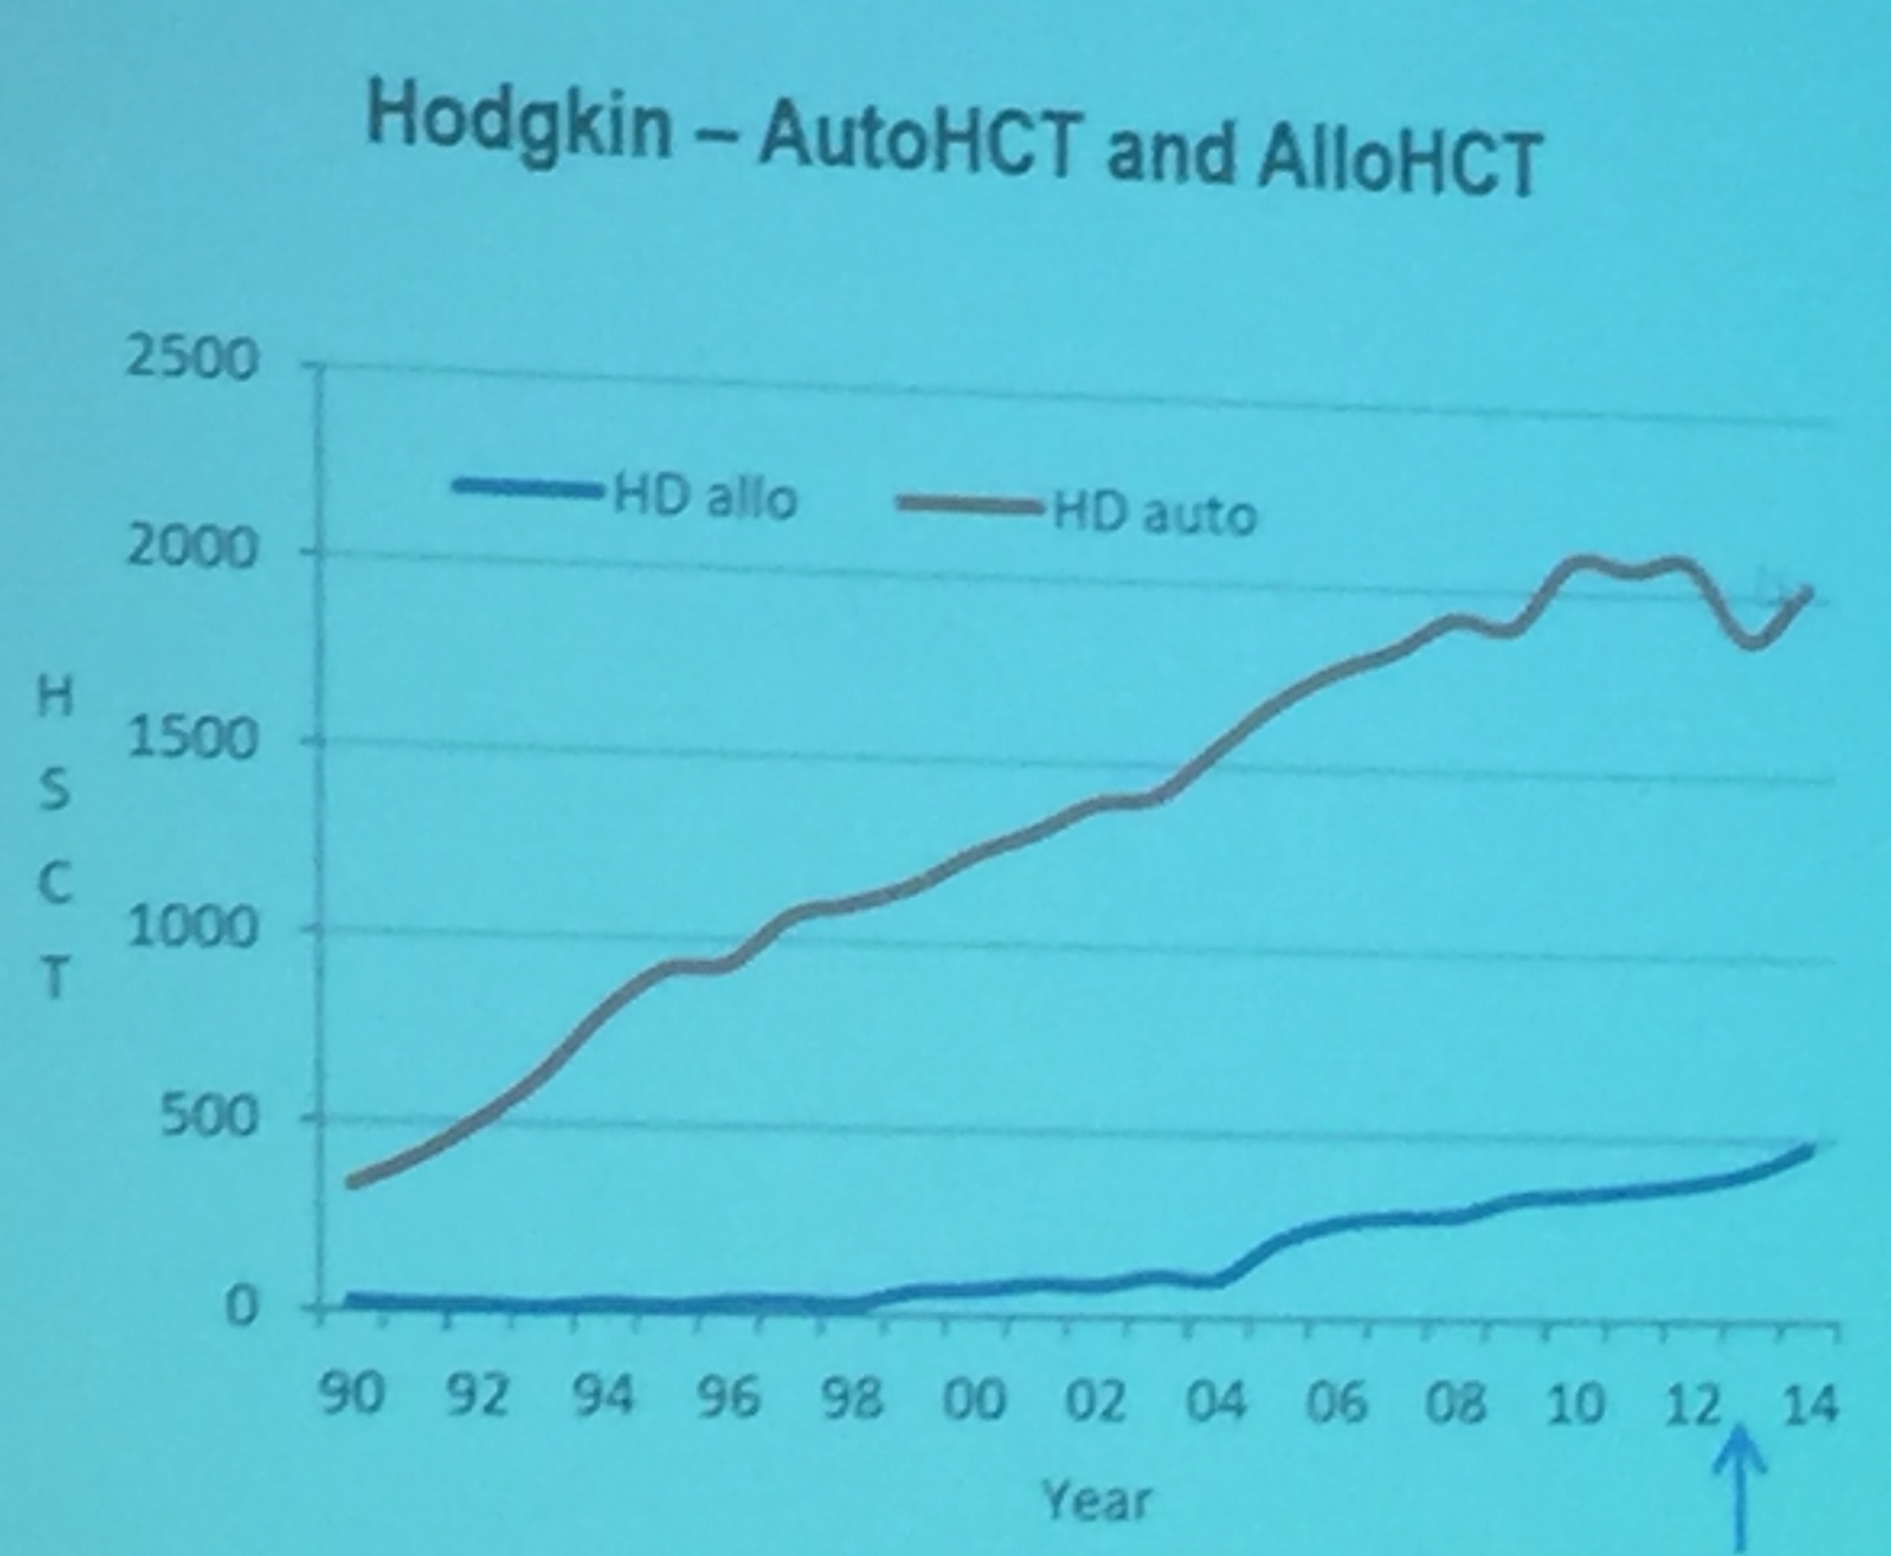 Hodgkin – AutoHCT and AlloHCT
2500
HD allo HD auto
2000
1500
1000
500
0
H
S
C
T
90 92 94 96 98 00 02 04 06 08 10 12 14
Year